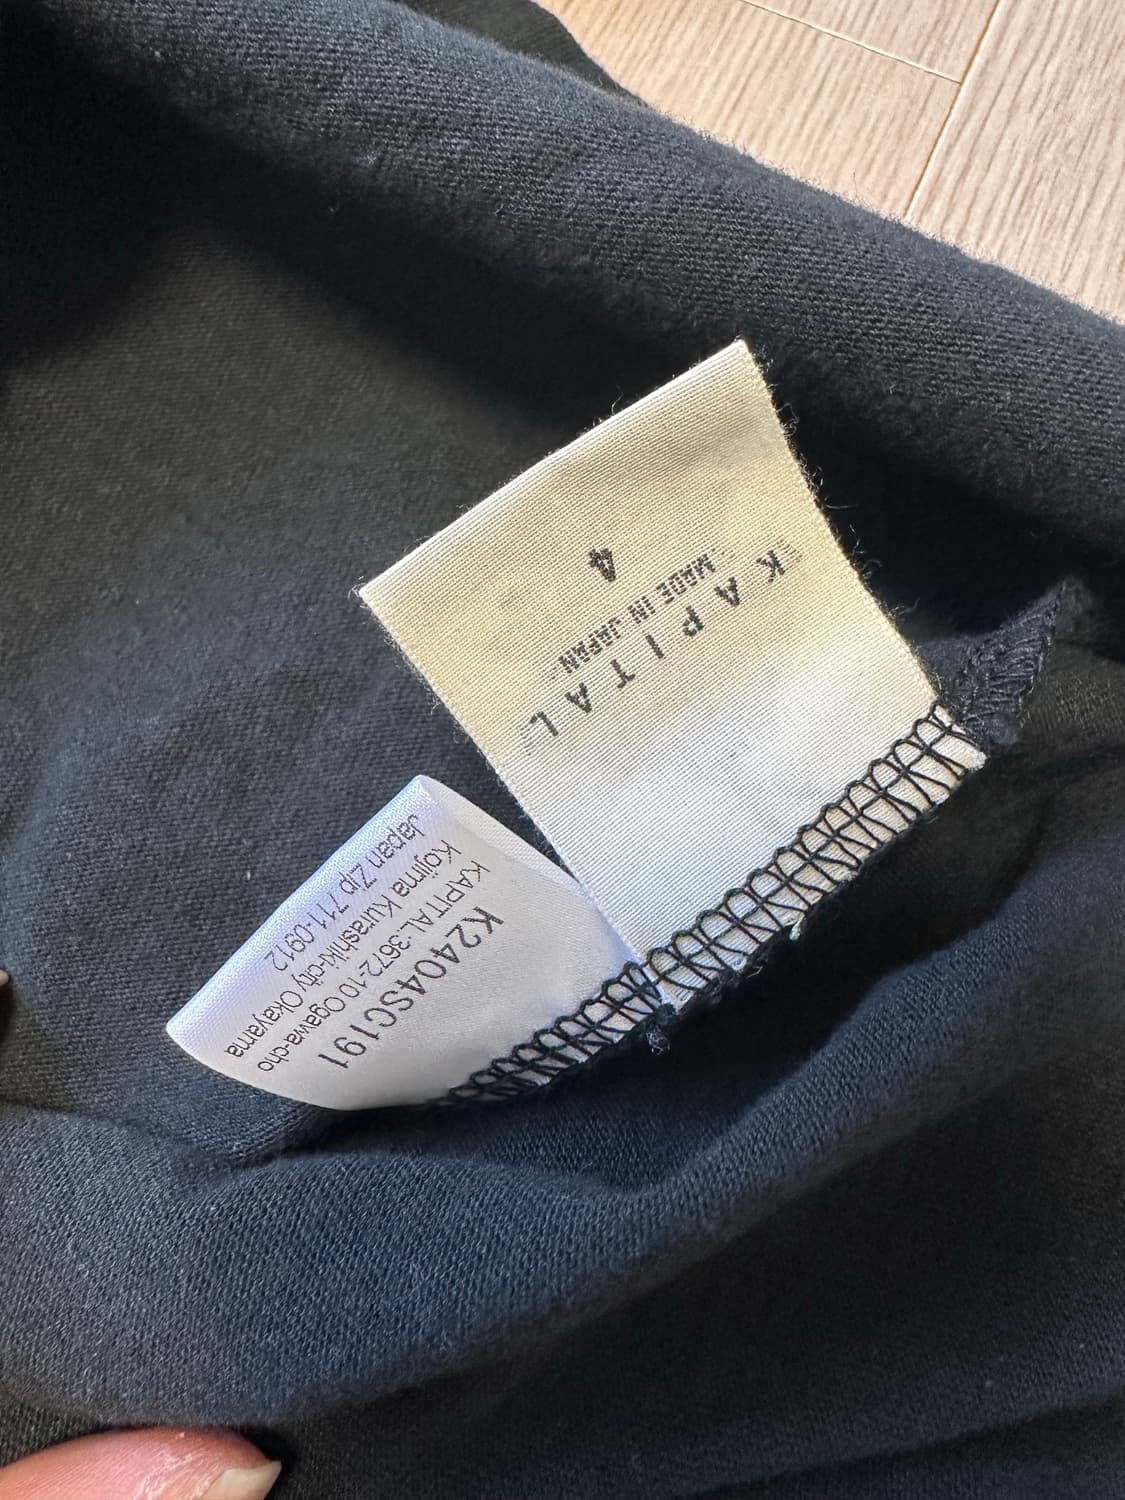 KAPITAL
MADE IN JAPAN
4
K2404SC191
KAPITAL-3672-10 Ogawa-cho
Kojima Kurashiki-city Okayama
Japan Zip 711-0912